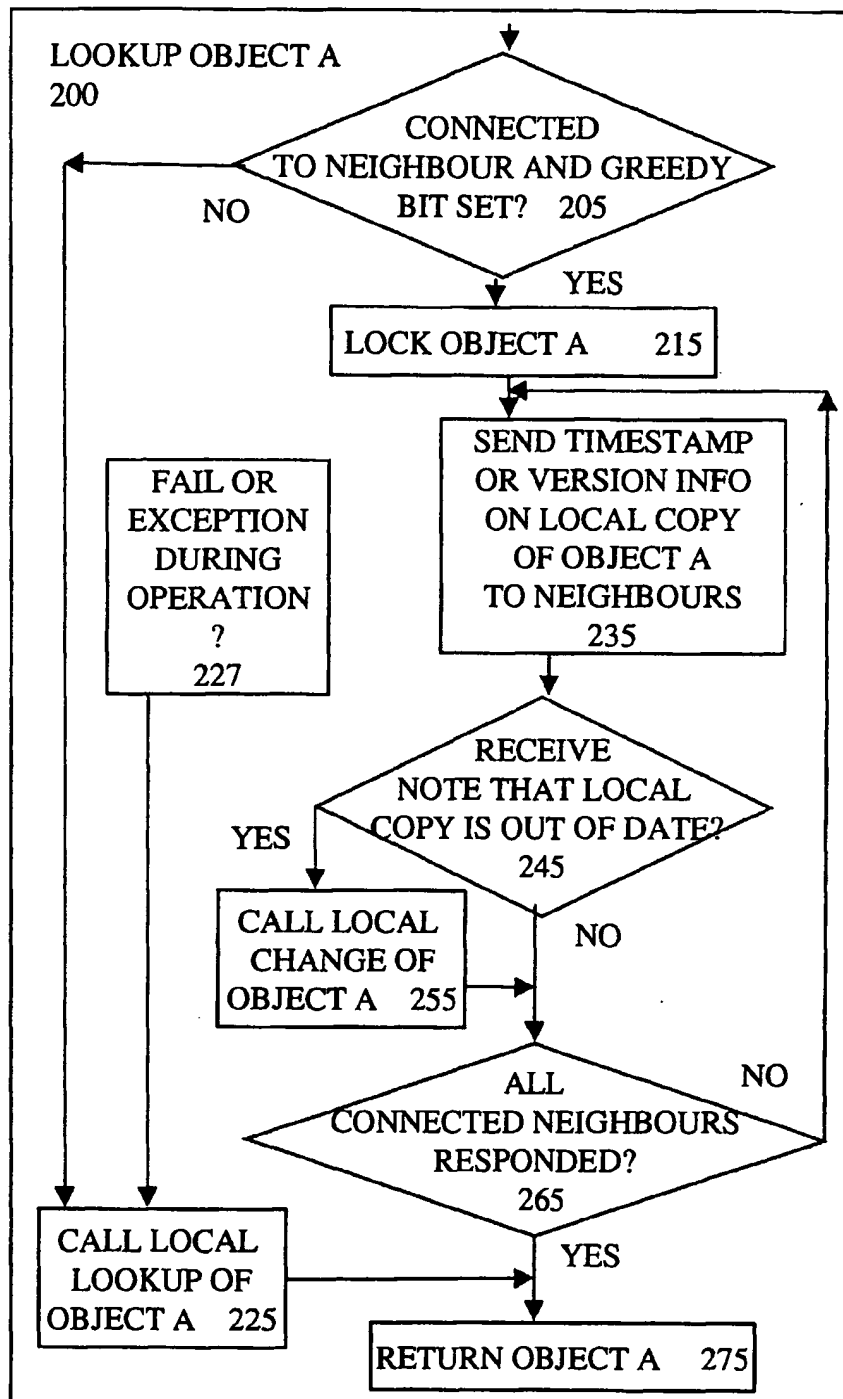 LOOKUP OBJECT A
200
CONNECTED
TO NEIGHBOUR AND GREEDY
BIT SET? 205
NO
YES
LOCK OBJECT A 215
SEND TIMESTAMP
OR VERSION INFO
ON LOCAL COPY
OF OBJECT A
TO NEIGHBOURS
235
FAIL OR
EXCEPTION
DURING
OPERATION
?
227
RECEIVE
NOTE THAT LOCAL
COPY IS OUT OF DATE?
245
YES
NO
CALL LOCAL
CHANGE OF
OBJECT A 255
ALL
CONNECTED NEIGHBOURS
RESPONDED?
265
NO
YES
CALL LOCAL
LOOKUP OF
OBJECT A 225
RETURN OBJECT A 275